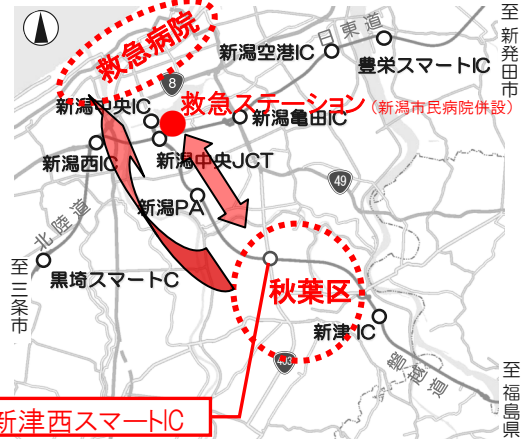 至 新発田市
日東道
新潟空港IC
豊栄スマートIC
救急病院
8
新潟中央IC
救急ステーション(新潟市民病院併設)
新潟亀田IC
新潟西IC
新潟中央JCT
49
新潟PA
北陸道
至 三条市
黒埼スマートC
秋葉区
新津IC
403
磐越道
至 福島県
新津西スマートIC